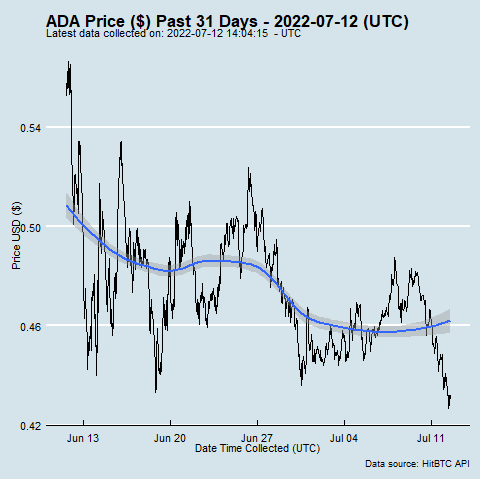 ADA Price ($) Past 31 Days - 2022-07-12 (UTC)
Latest data collected on: 2022-07-12 14:04:15 - UTC
Price USD ($)
0.54
0.50
0.46
0.42
Jun 13
Jun 20
Jun 27
Jul 04
Jul 11
Date Time Collected (UTC)
Data source: HitBTC API